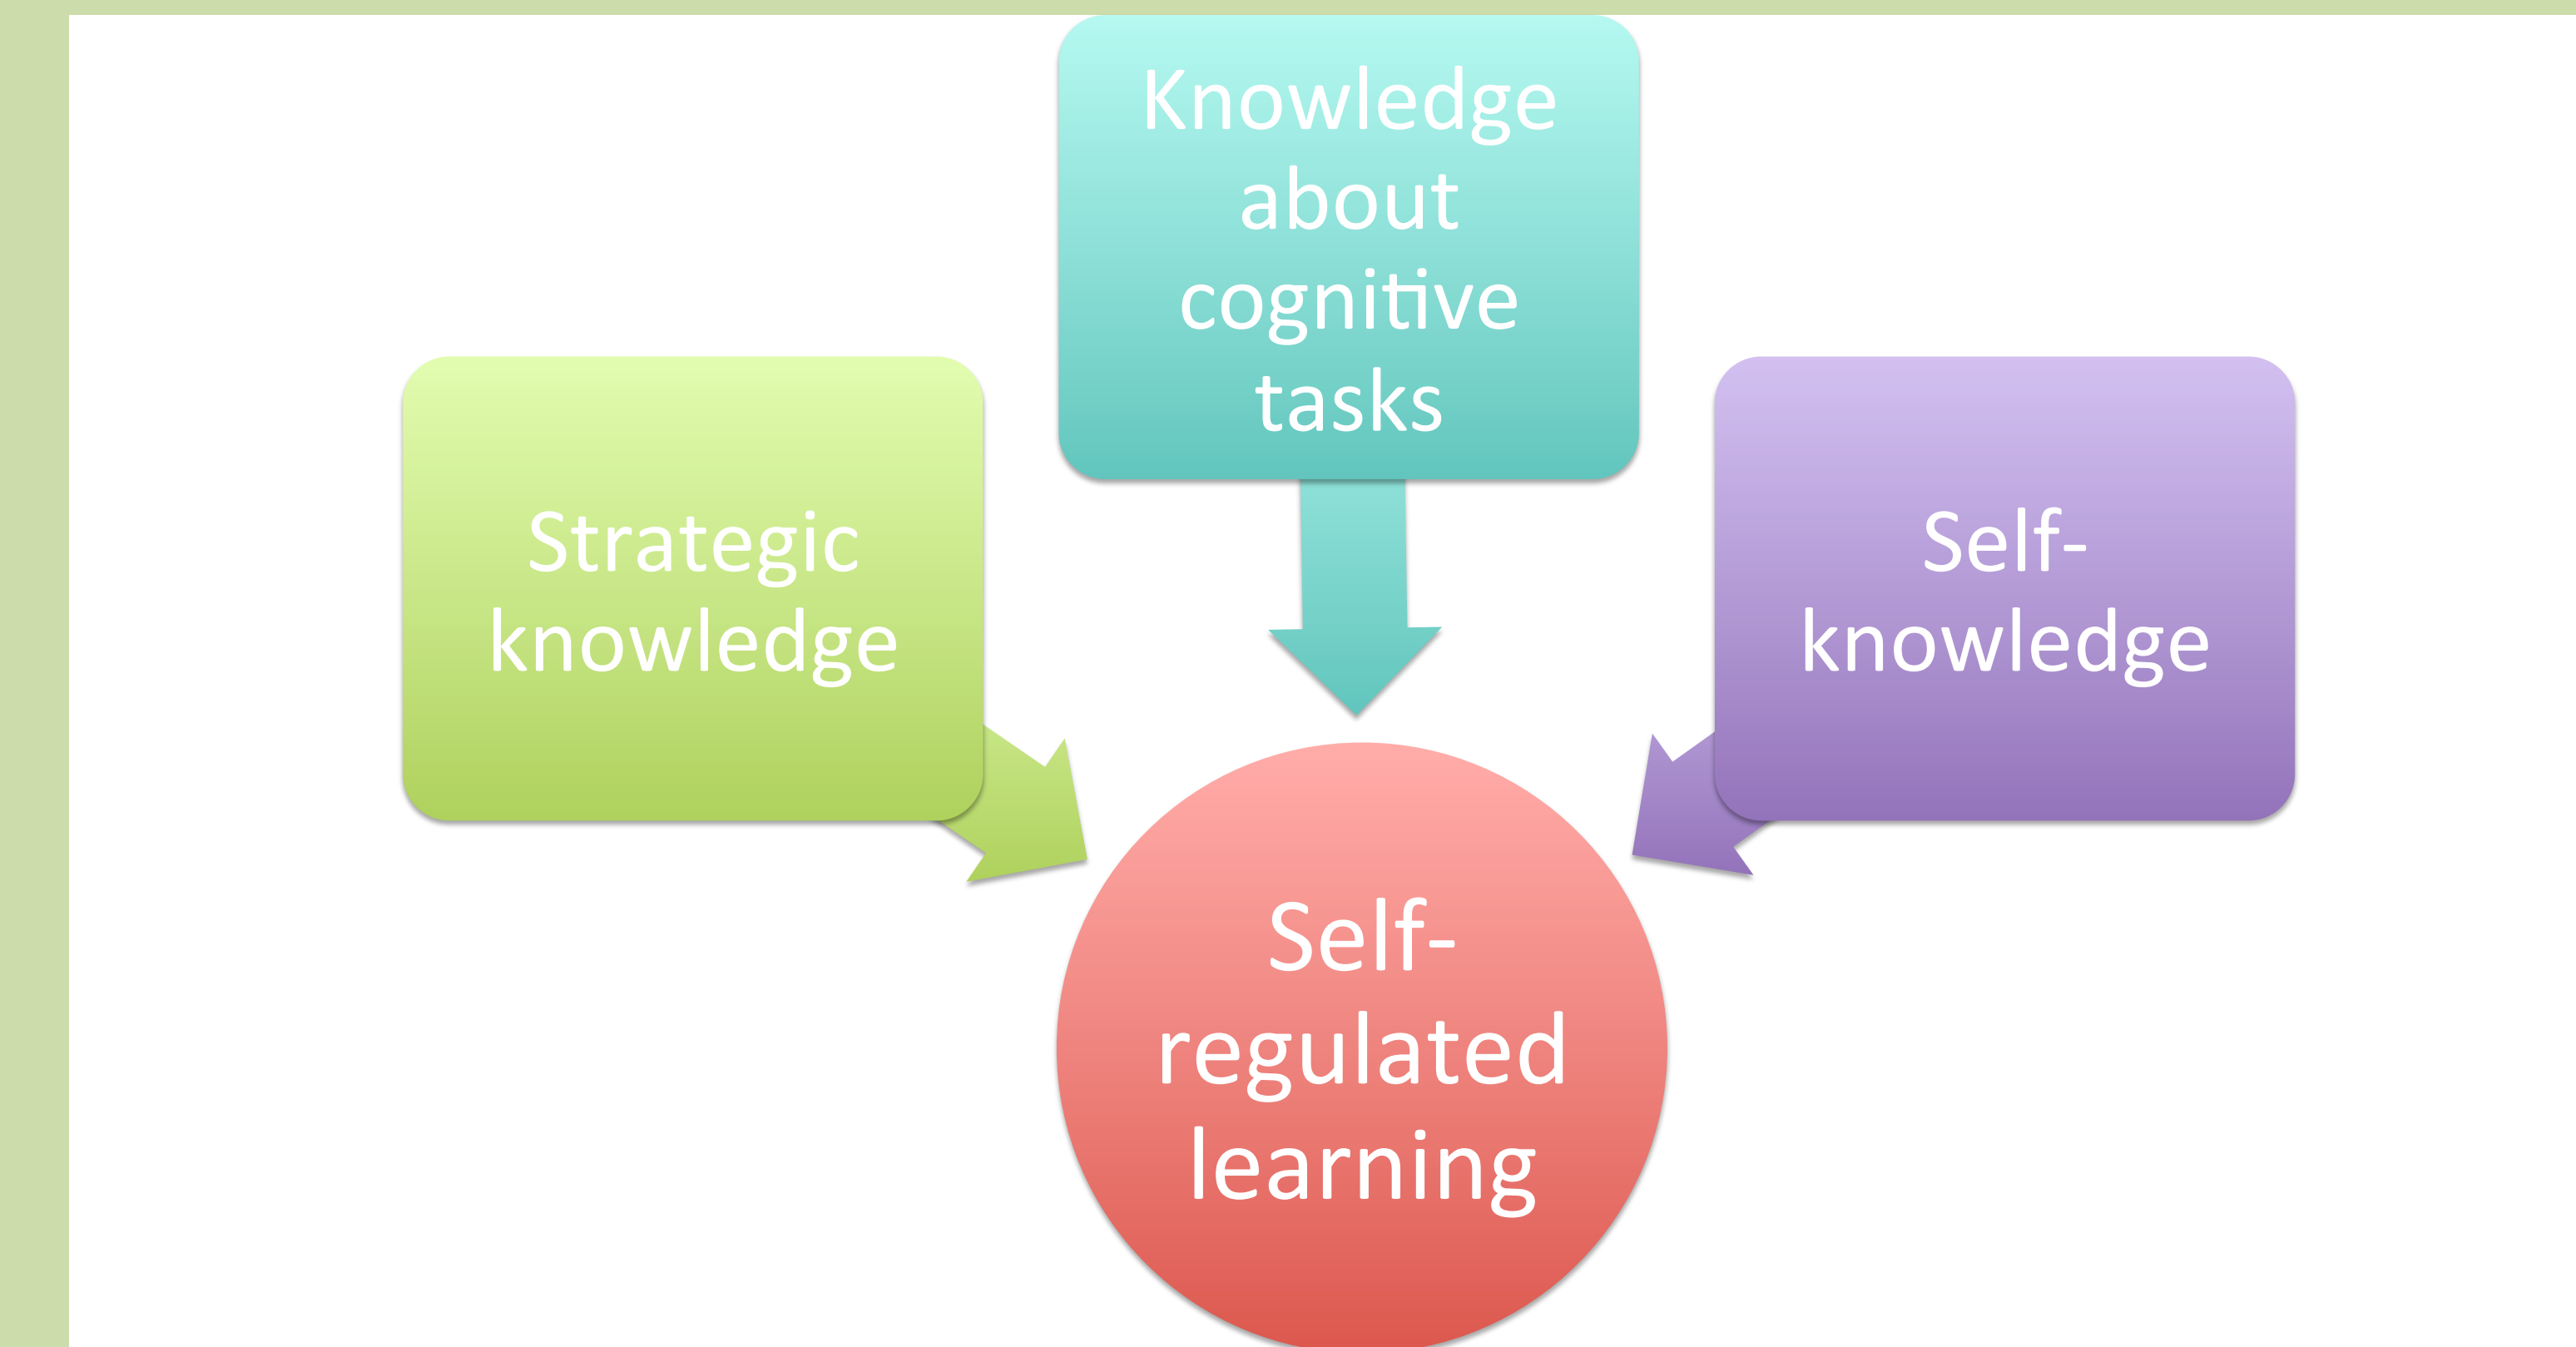 Knowledge
about
cognitive
tasks
Strategic
knowledge
Self-
knowledge
Self-
regulated
learning